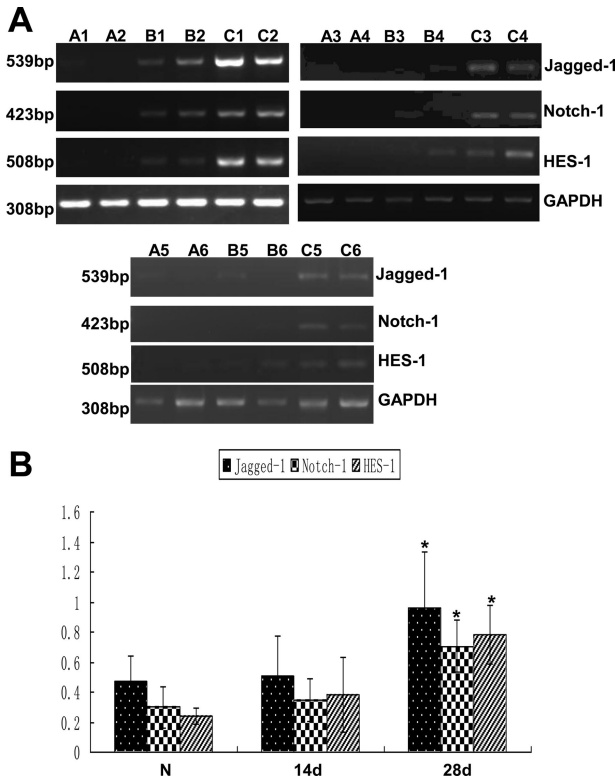 A
A1 A2 B1 B2 C1 C2
A3 A4 B3 B4 C3 C4
539bp
Jagged-1
423bp
Notch-1
508bp
HES-1
308bp
GAPDH
A5 A6 B5 B6 C5 C6
539bp
Jagged-1
423bp
Notch-1
508bp
HES-1
308bp
GAPDH
B
Jagged-1 Notch-1 HES-1
1.6
1.4
1.2
1
0.8
0.6
0.4
0.2
0
* * *
N 14d 28d